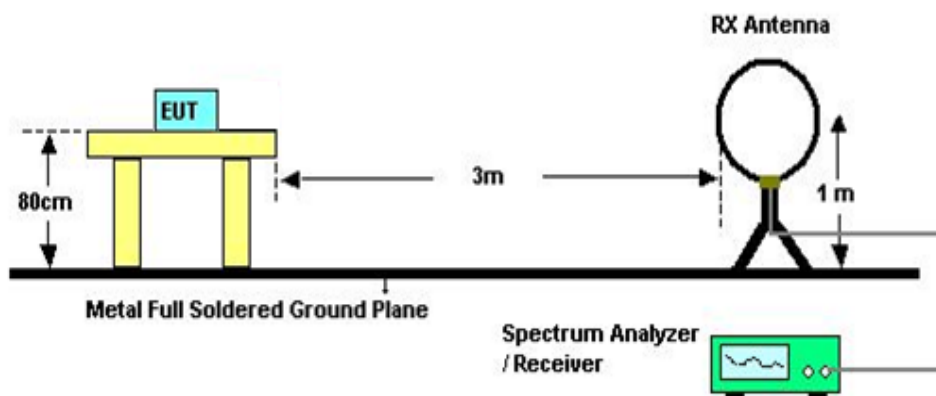 RX Antenna
EUT
80cm
3m
1 m
Metal Full Soldered Ground Plane
Spectrum Analyzer
/ Receiver